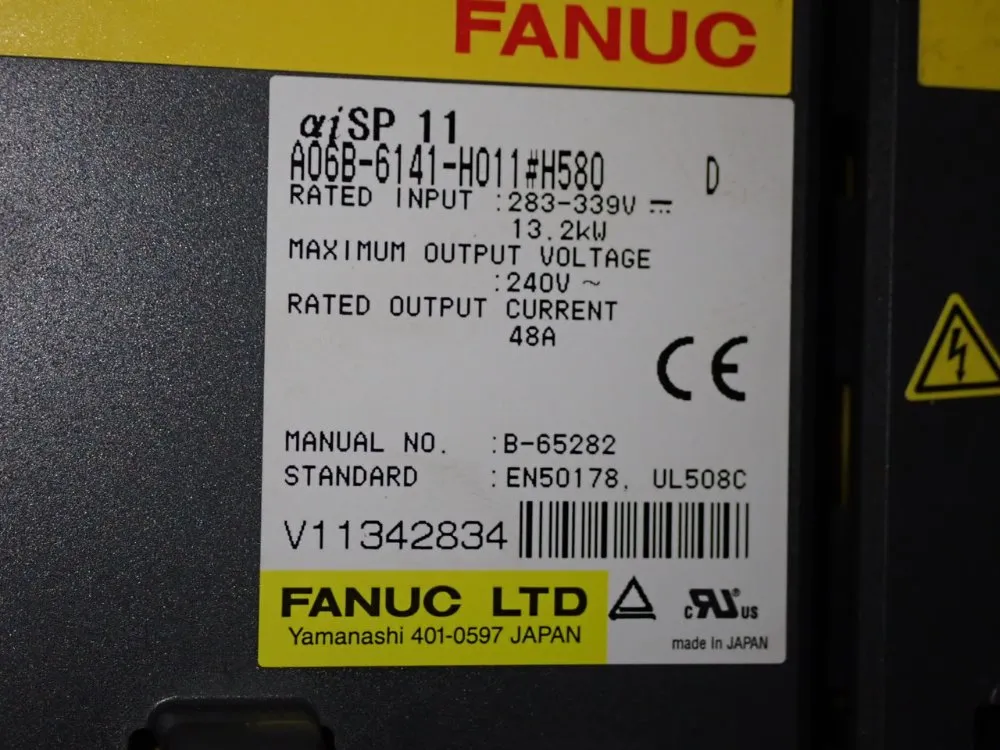 FANUC
αiSP 11
A06B-6141-H011#H580 D
RATED INPUT :283-339V ⎓
13.2kW
MAXIMUM OUTPUT VOLTAGE
:240V ~
RATED OUTPUT CURRENT
48A
CE
MANUAL NO. :B-65282
STANDARD :EN50178, UL508C
V11342834
FANUC LTD
Yamanashi 401-0597 JAPAN
c RU® US
made In JAPAN